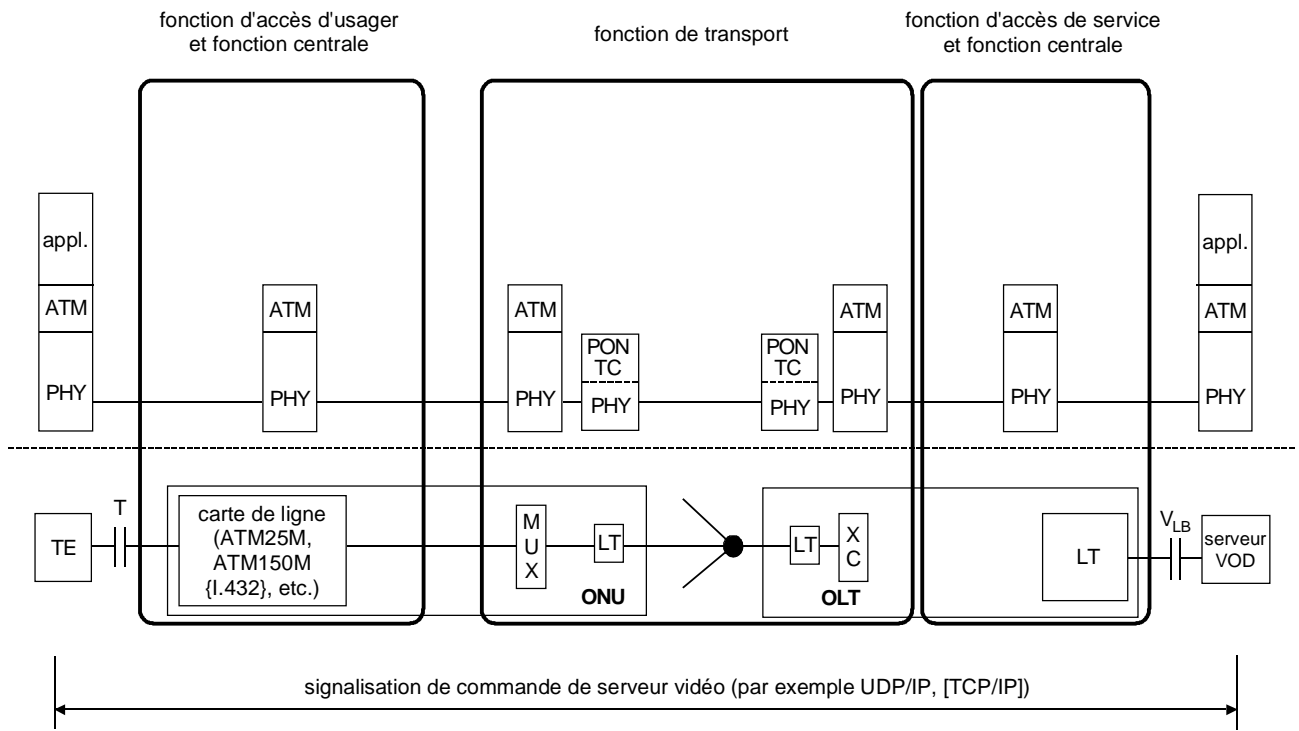 fonction d'accès d'usager
et fonction centrale
fonction de transport
fonction d'accès de service
et fonction centrale
appl.
ATM
PHY
ATM
PHY
ATM
PHY
PON
TC
PHY
PON
TC
PHY
ATM
PHY
ATM
PHY
appl.
ATM
PHY
TE
T
carte de ligne
(ATM25M,
ATM150M
{I.432}, etc.)
M
U
X
LT
ONU
LT
X
C
OLT
LT
VLB
serveur
VOD
signalisation de commande de serveur vidéo (par exemple UDP/IP, [TCP/IP])